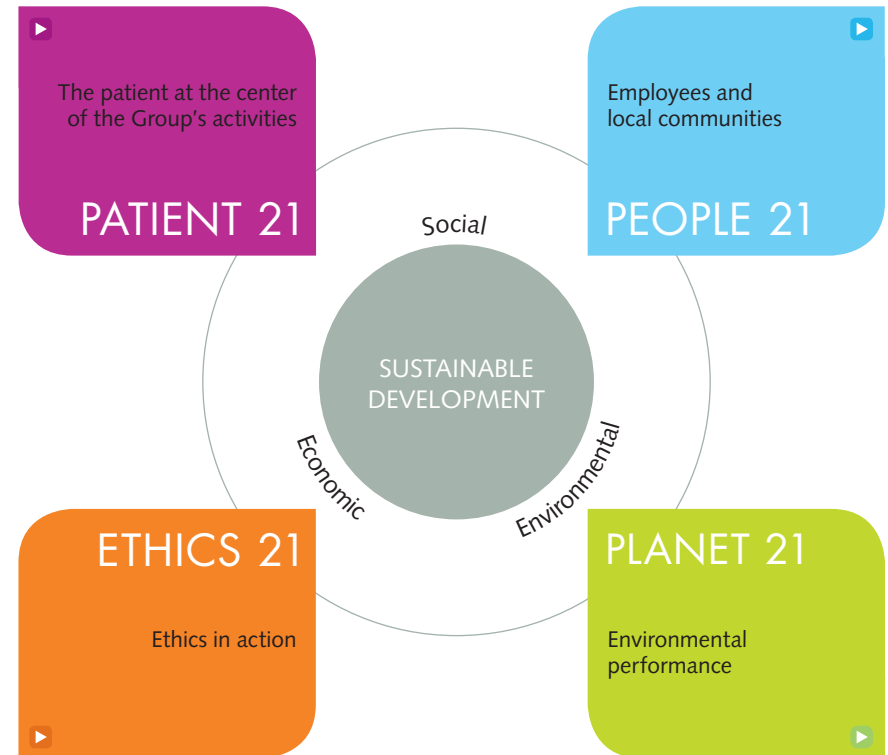 The patient at the center
of the Group's activities
PATIENT 21
Employees and
local communities
PEOPLE 21
Social
SUSTAINABLE
DEVELOPMENT
Economic
Environmental
ETHICS 21
Ethics in action
PLANET 21
Environmental
performance